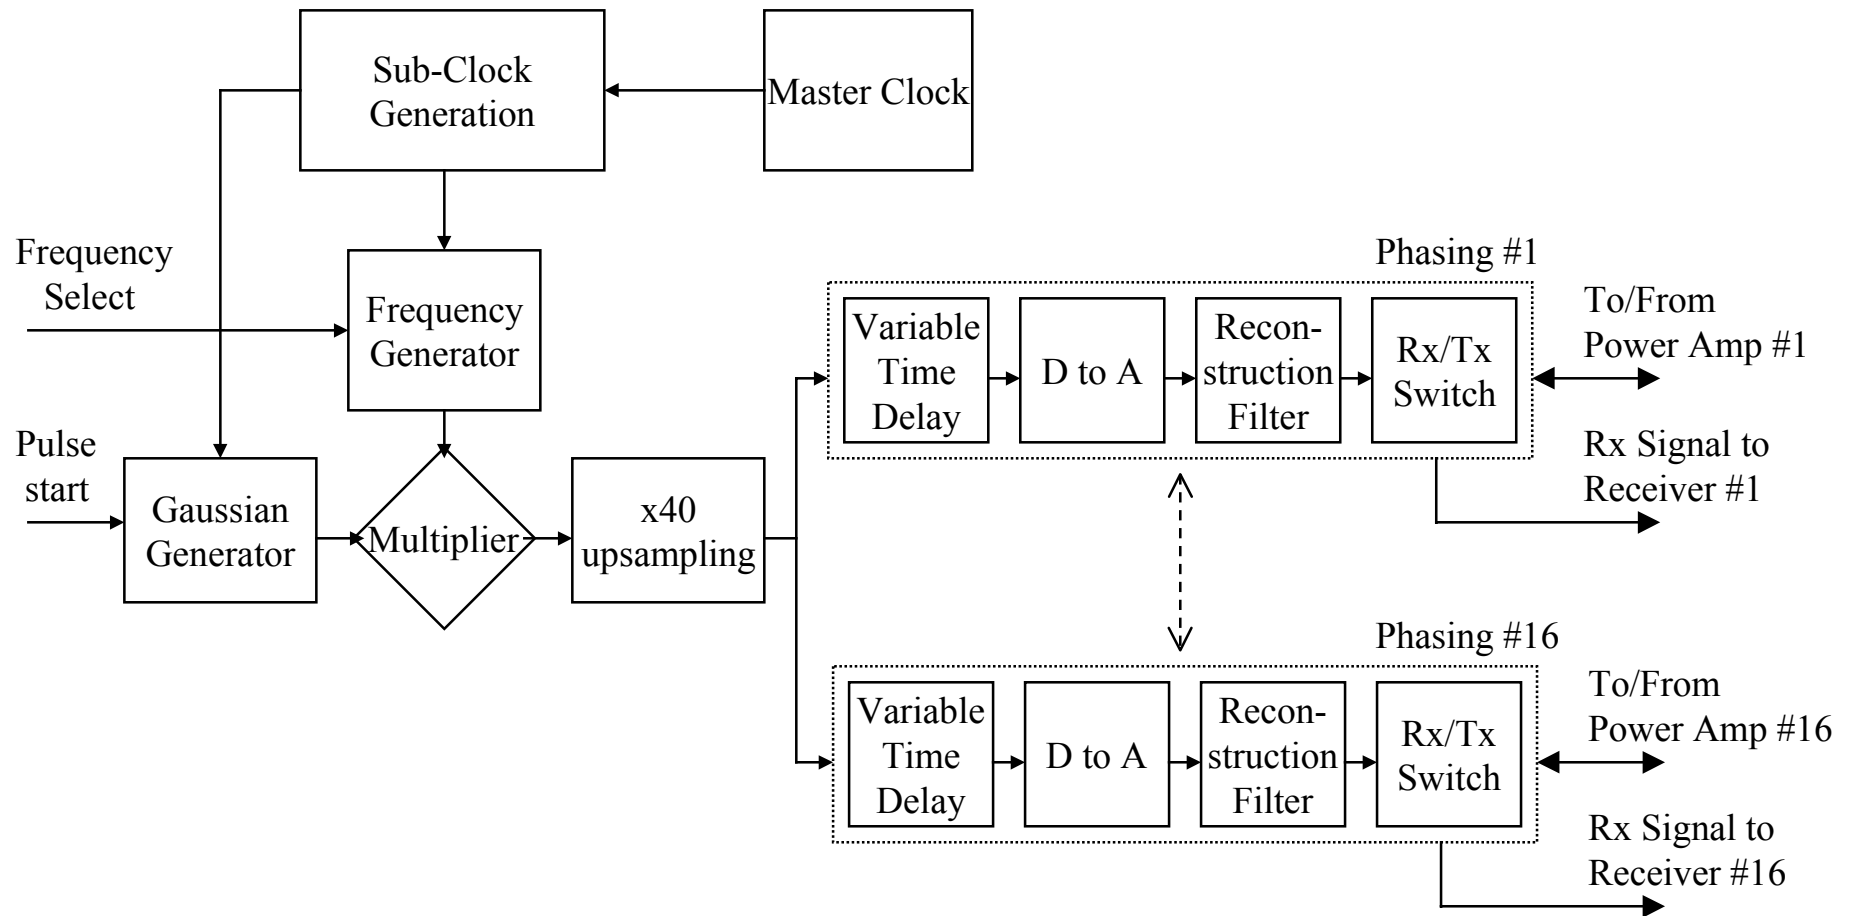 Sub-Clock
Generation
Master Clock
Frequency
Select
Frequency
Generator
Pulse
start
Gaussian
Generator
Multiplier
x40
upsampling
Phasing #1
Variable
Time
Delay
D to A
Recon-
struction
Filter
Rx/Tx
Switch
To/From
Power Amp #1
Rx Signal to
Receiver #1
Phasing #16
Variable
Time
Delay
D to A
Recon-
struction
Filter
Rx/Tx
Switch
To/From
Power Amp #16
Rx Signal to
Receiver #16